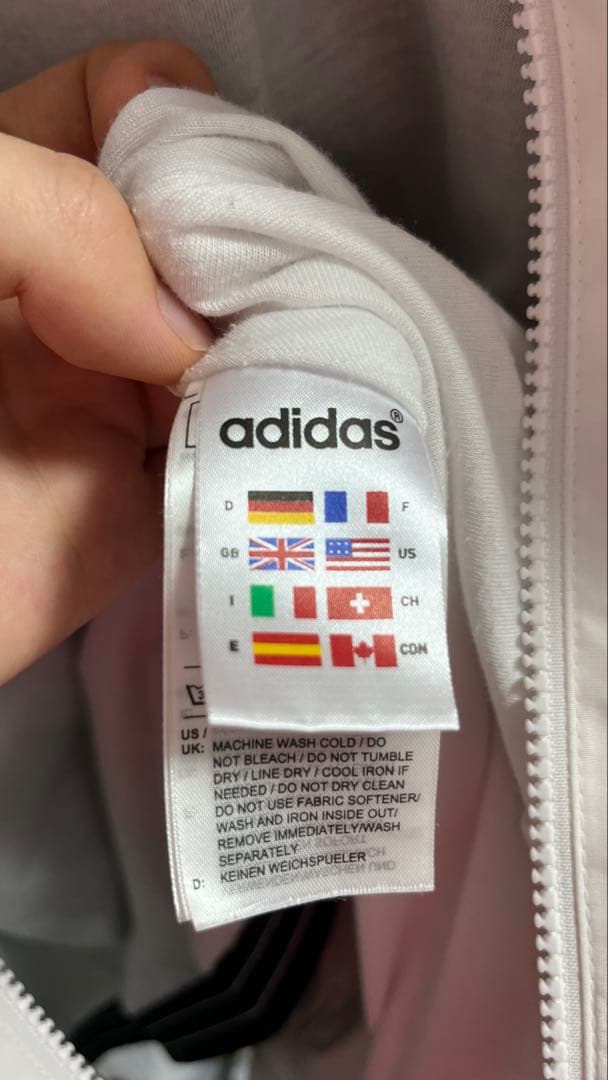 adidas®
D F
GB US
I CH
E CDN
US /
UK: MACHINE WASH COLD / DO
NOT BLEACH / DO NOT TUMBLE
DRY / LINE DRY / COOL IRON IF
NEEDED / DO NOT DRY CLEAN
DO NOT USE FABRIC SOFTENER/
WASH AND IRON INSIDE OUT/
REMOVE IMMEDIATELY/WASH
SEPARATELY
D: KEINEN WEICHSPUELER